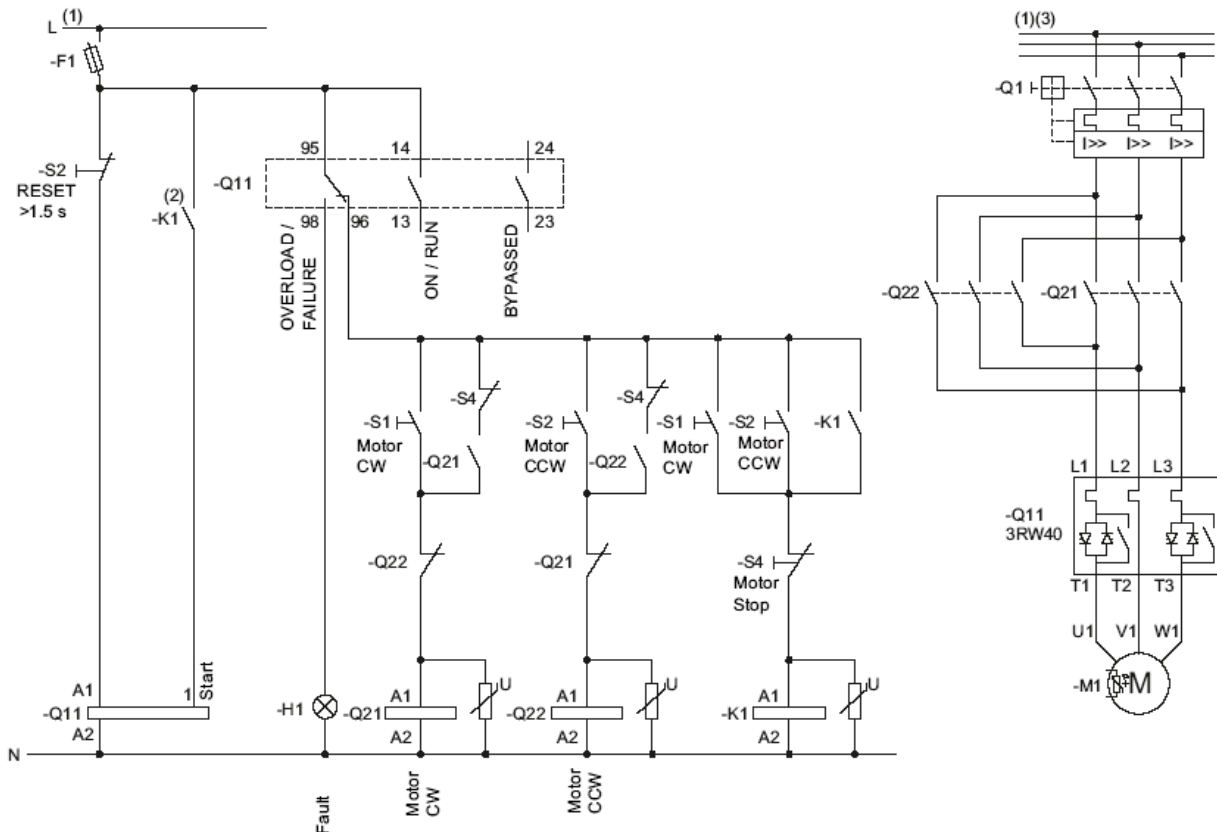 L (1)
-F1
-S2
RESET
>1.5 s
(2)
-K1
-Q11
95
14
24
98
96
13
23
OVERLOAD /
FAILURE
ON / RUN
BYPASSED
-S1
Motor
CW
-S4
-Q21
-S2
Motor
CCW
-S4
-Q22
-S1
Motor
CW
-S2
Motor
CCW
-K1
-Q22
-Q21
-S4
Motor
Stop
A1
1
Start
-Q11
A2
-H1
A1
U
-Q21
A2
A1
U
-Q22
A2
A1
U
-K1
A2
N
Fault
Motor
CW
Motor
CCW
(1)(3)
-Q1
I>>
I>>
I>>
-Q22
-Q21
L1
L2
L3
-Q11
3RW40
T1
T2
T3
U1
V1
W1
-M1
M